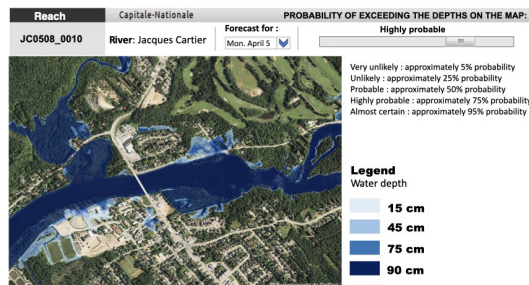 Reach
Capitale-Nationale
PROBABILITY OF EXCEEDING THE DEPTHS ON THE MAP:
JC0508_0010
River: Jacques Cartier
Forecast for :
Mon. April 5
Highly probable
Very unlikely : approximately 5% probability
Unlikely : approximately 25% probability
Probable : approximately 50% probability
Highly probable : approximately 75% probability
Almost certain : approximately 95% probability
Legend
Water depth
15 cm
45 cm
75 cm
90 cm